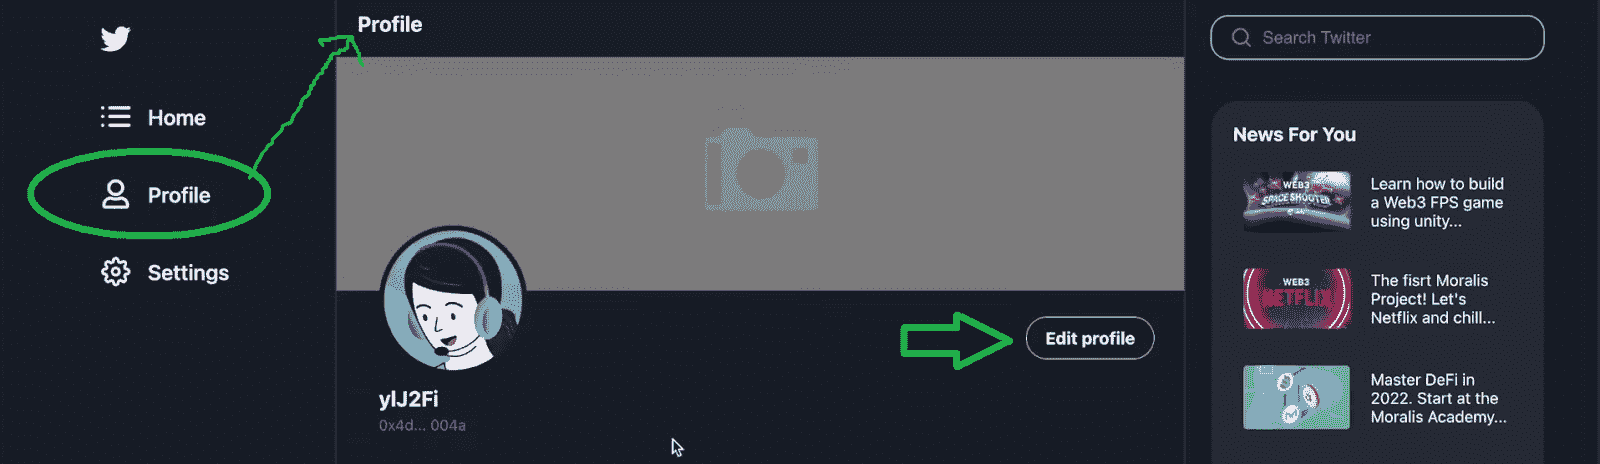 Profile
Search Twitter
Home
Profile
Settings
Edit profile
ylJ2Fi
0x4d... 004a
News For You
WEB3
SPACE SHOOTER
Learn how to build
a Web3 FPS game
using unity...
WEB3
NETFLIX
The fisrt Moralis
Project! Let's
Netflix and chill...
Master DeFi in
2022. Start at the
Moralis Academy...